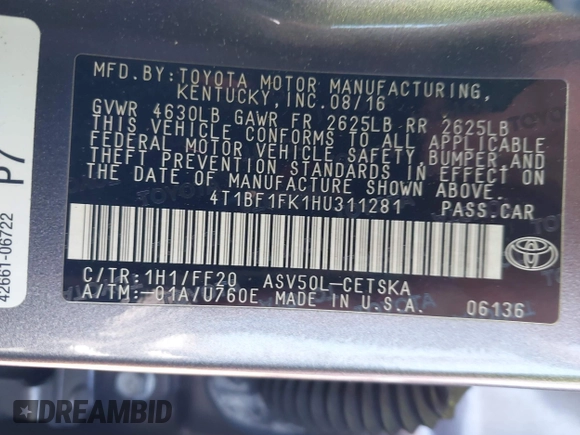 MFD.BY:TOYOTA MOTOR MANUFACTURING,
KENTUCKY,INC.08/16
GVWR 4630LB GAWR FR 2625LB RR 2625LB
THIS VEHICLE CONFORMS TO ALL APPLICABLE
FEDERAL MOTOR VEHICLE SAFETY,BUMPER,AND
THEFT PREVENTION STANDARDS IN EFFECT ON
THE DATE OF MANUFACTURE SHOWN ABOVE.
4T1BF1FK1HU311281 PASS.CAR
C/TR:1H1/FF20 ASV50L-CETSKA
A/TM:-01A/U760E MADE IN U.S.A. 06136
42661-06722
P7
DREAMBID